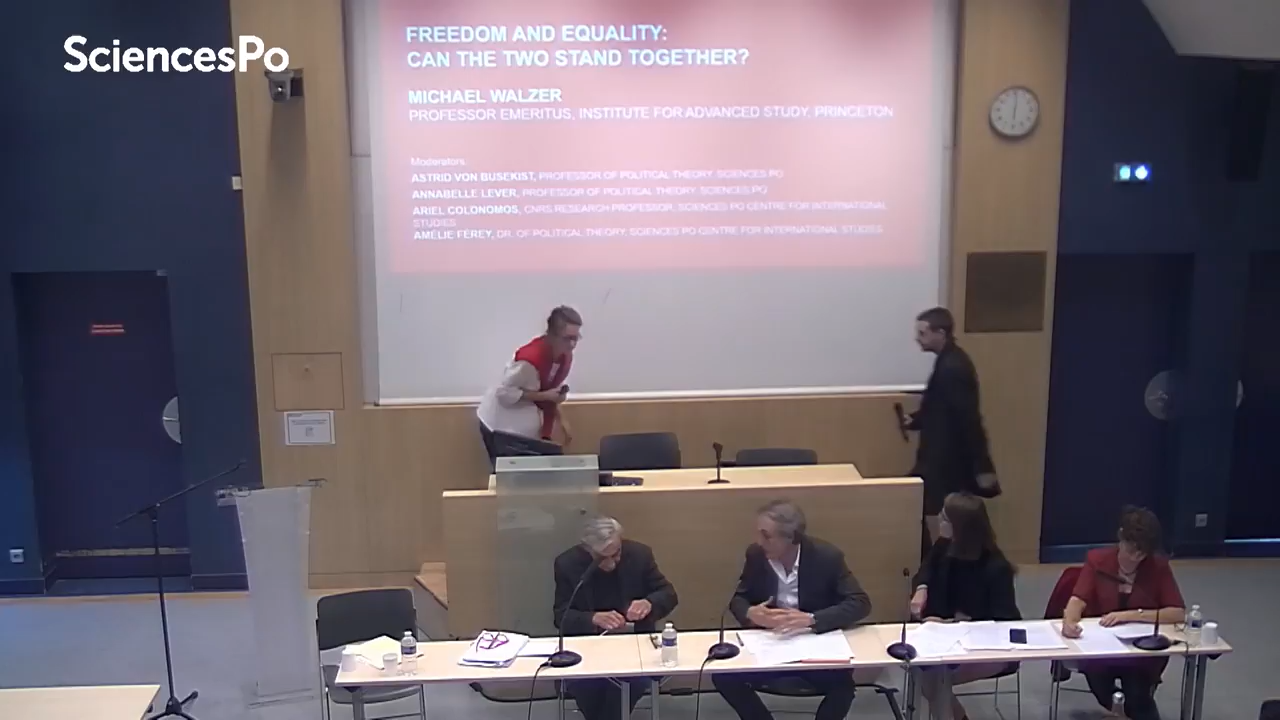 SciencesPo
FREEDOM AND EQUALITY:
CAN THE TWO STAND TOGETHER?
MICHAEL WALZER
PROFESSOR EMERITUS, INSTITUTE FOR ADVANCED STUDY, PRINCETON
Moderators
ASTRID VON BUSEKIST, PROFESSOR OF POLITICAL THEORY, SCIENCES PO
ANNABELLE LEVER, PROFESSOR OF POLITICAL THEORY, SCIENCES PO
ARIEL COLONOMOS, CNRS RESEARCH PROFESSOR, SCIENCES PO CENTRE FOR INTERNATIONAL
STUDIES
AMÉLIE FÉREY, DR. OF POLITICAL THEORY, SCIENCES PO CENTRE FOR INTERNATIONAL STUDIES